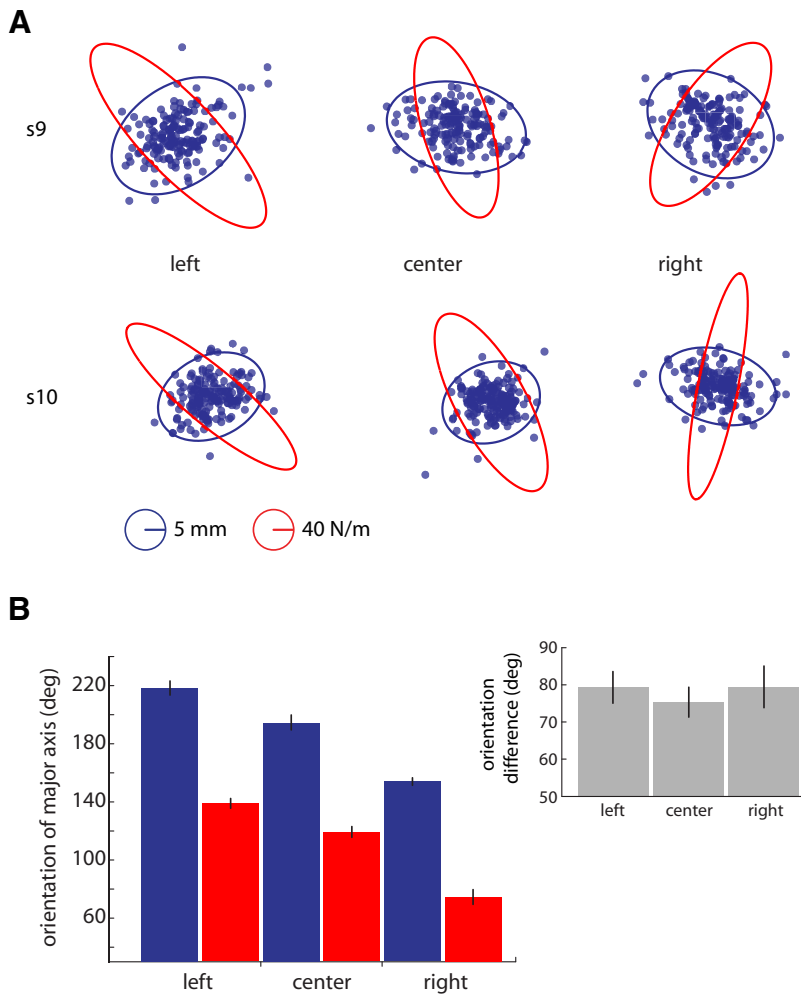 A
s9
left center right
s10
5 mm 40 N/m
B
orientation of major axis (deg)
220
180
140
100
60
left center right
orientation
difference (deg)
90
80
70
60
50
left center right